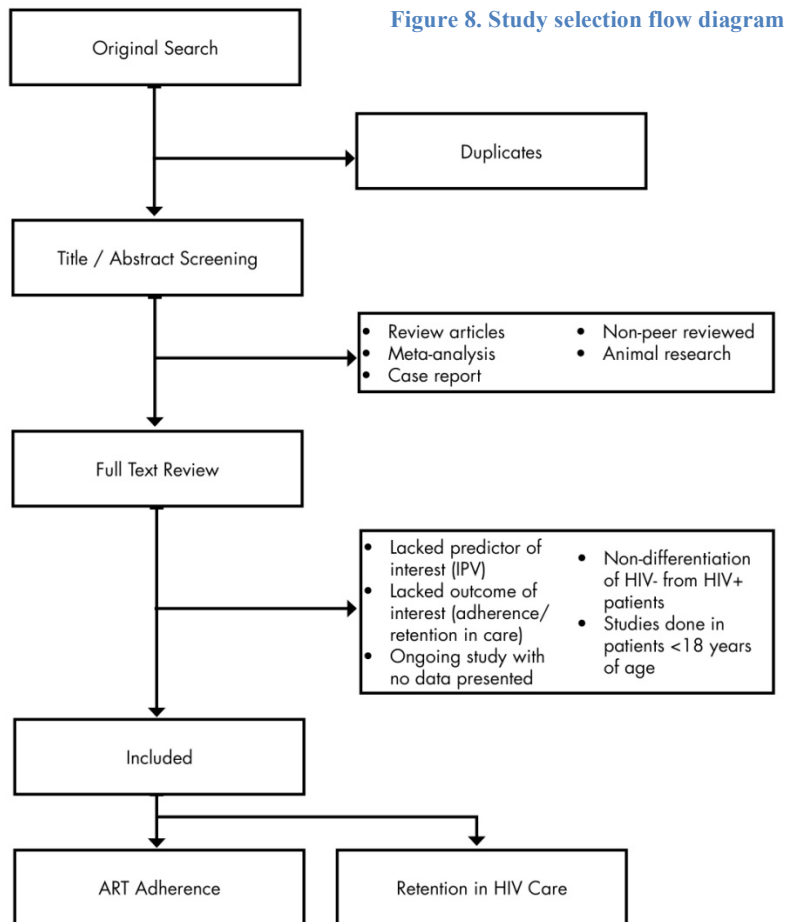 Figure 8. Study selection flow diagram
Original Search
Duplicates
Title / Abstract Screening
• Review articles
• Meta-analysis
• Case report
• Non-peer reviewed
• Animal research
Full Text Review
• Lacked predictor of
interest (IPV)
• Lacked outcome of
interest (adherence/
retention in care)
• Ongoing study with
no data presented
• Non-differentiation
of HIV- from HIV+
patients
• Studies done in
patients <18 years
of age
Included
ART Adherence
Retention in HIV Care